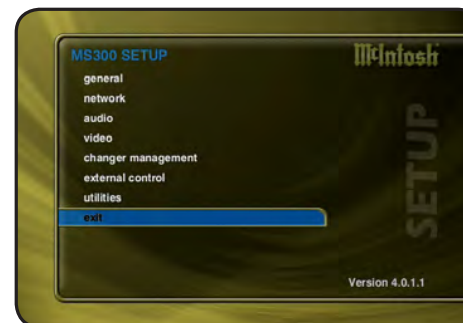 MS300 SETUP
McIntosh
general
network
audio
video
changer management
external control
utilities
exit
SETUP
Version 4.0.1.1